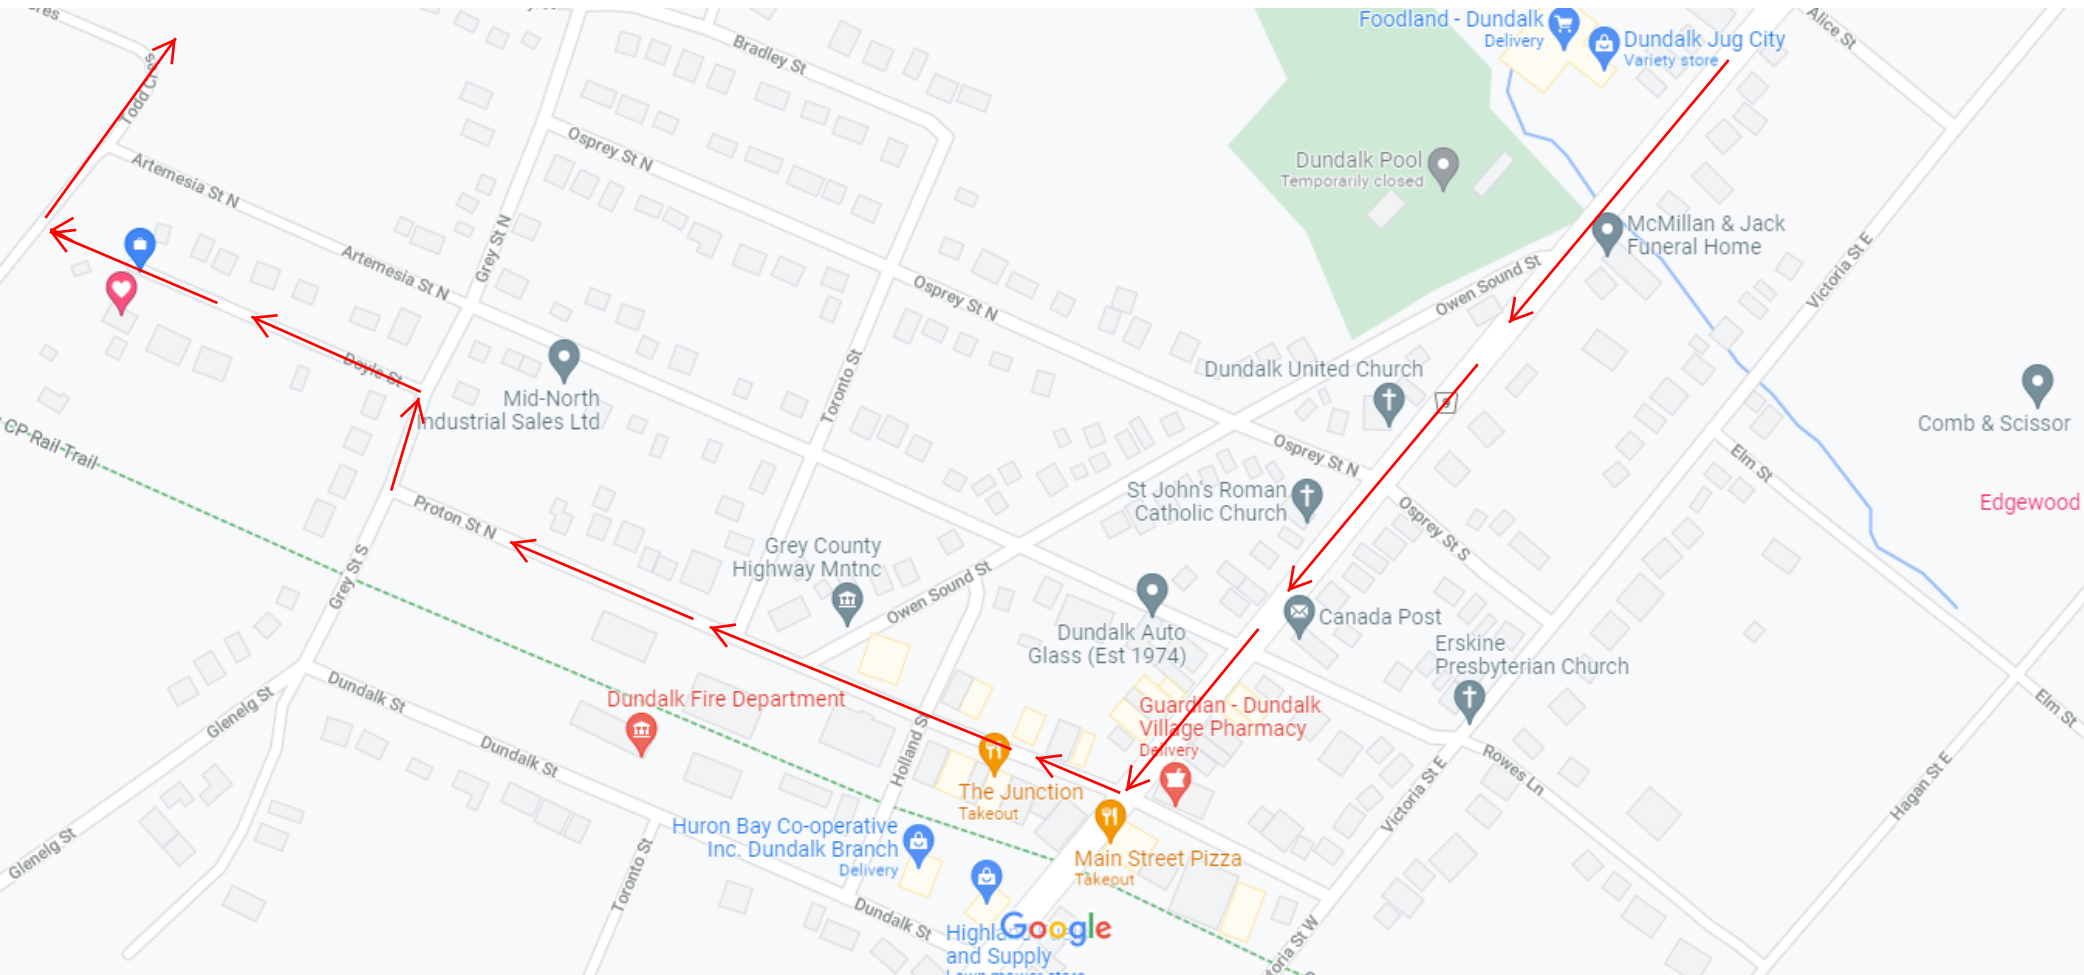 Foodland - Dundalk
Delivery
Dundalk Jug City
Variety store
Alice St
Bradley St
Todd Cres
Osprey St N
Artemesia St N
Dundalk Pool
Temporarily closed
McMillan & Jack
Funeral Home
Victoria St E
Grey St N
Artemesia St N
Osprey St N
Owen Sound St
Doyle St
Mid-North
Industrial Sales Ltd
Toronto St
Dundalk United Church
9
Comb & Scissor
CP Rail Trail
Osprey St N
Elm St
Proton St N
St John's Roman
Catholic Church
Osprey St S
Edgewood
Grey County
Highway Mntnc
Grey St S
Owen Sound St
Dundalk Auto
Glass (Est 1974)
Canada Post
Erskine
Presbyterian Church
Glenelg St
Dundalk St
Dundalk Fire Department
Guardian - Dundalk
Village Pharmacy
Delivery
Elm St
Dundalk St
Holland St
The Junction
Takeout
Rowes Ln
Victoria St E
Hagan St E
Glenelg St
Toronto St
Huron Bay Co-operative
Inc. Dundalk Branch
Delivery
Main Street Pizza
Takeout
Dundalk St
Google
and Supply